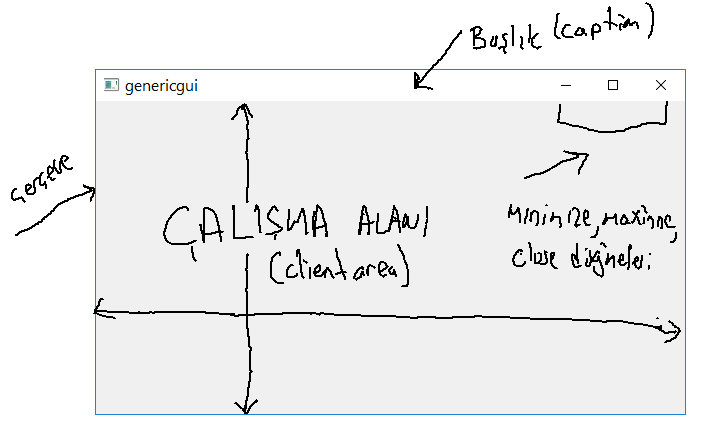 Başlık (caption)
genericgui
çerçeve
ÇALIŞMA ALANI
(client area)
minimize, maximize,
close düğmeleri